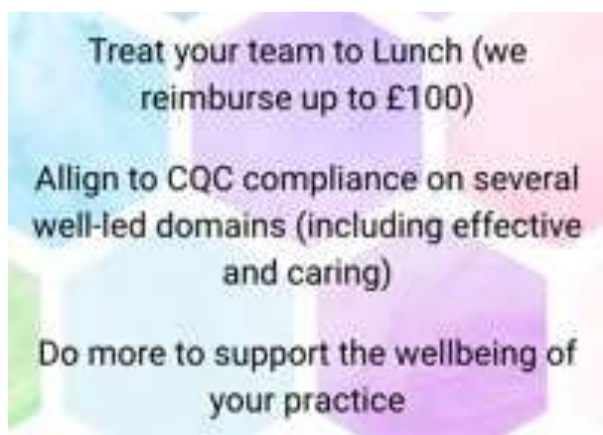 Treat your team to Lunch (we
reimburse up to £100)
Allign to CQC compliance on several
well-led domains (including effective
and caring)
Do more to support the wellbeing of
your practice